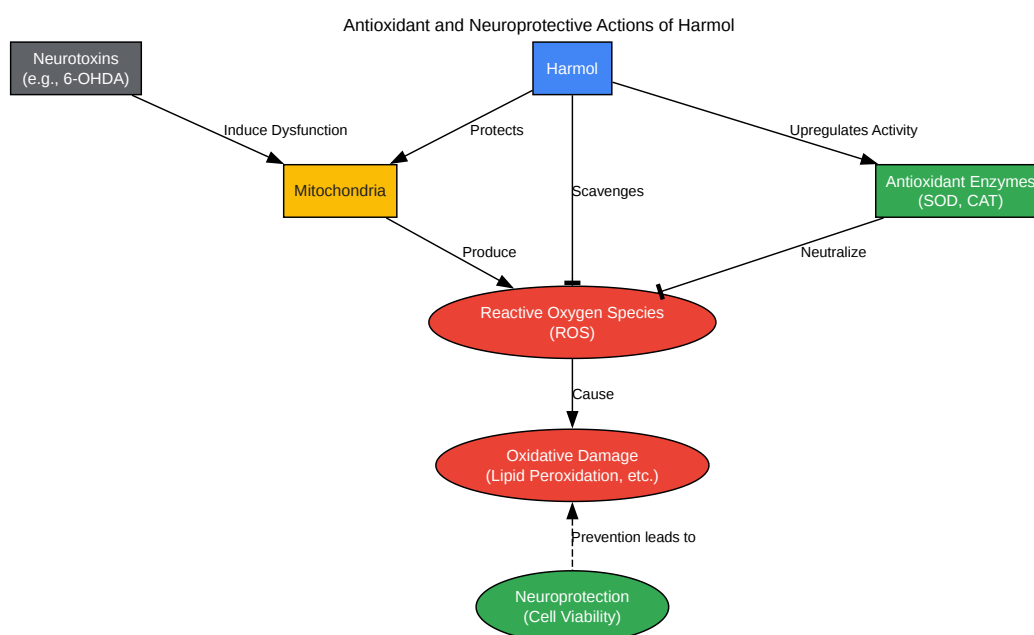 Antioxidant and Neuroprotective Actions of Harmol
Neurotoxins
(e.g., 6-OHDA)
Harmol
Induce Dysfunction
Protects
Upregulates Activity
Mitochondria
Scavenges
Antioxidant Enzymes
(SOD, CAT)
Produce
Neutralize
Reactive Oxygen Species
(ROS)
Cause
Oxidative Damage
(Lipid Peroxidation, etc.)
Prevention leads to
Neuroprotection
(Cell Viability)